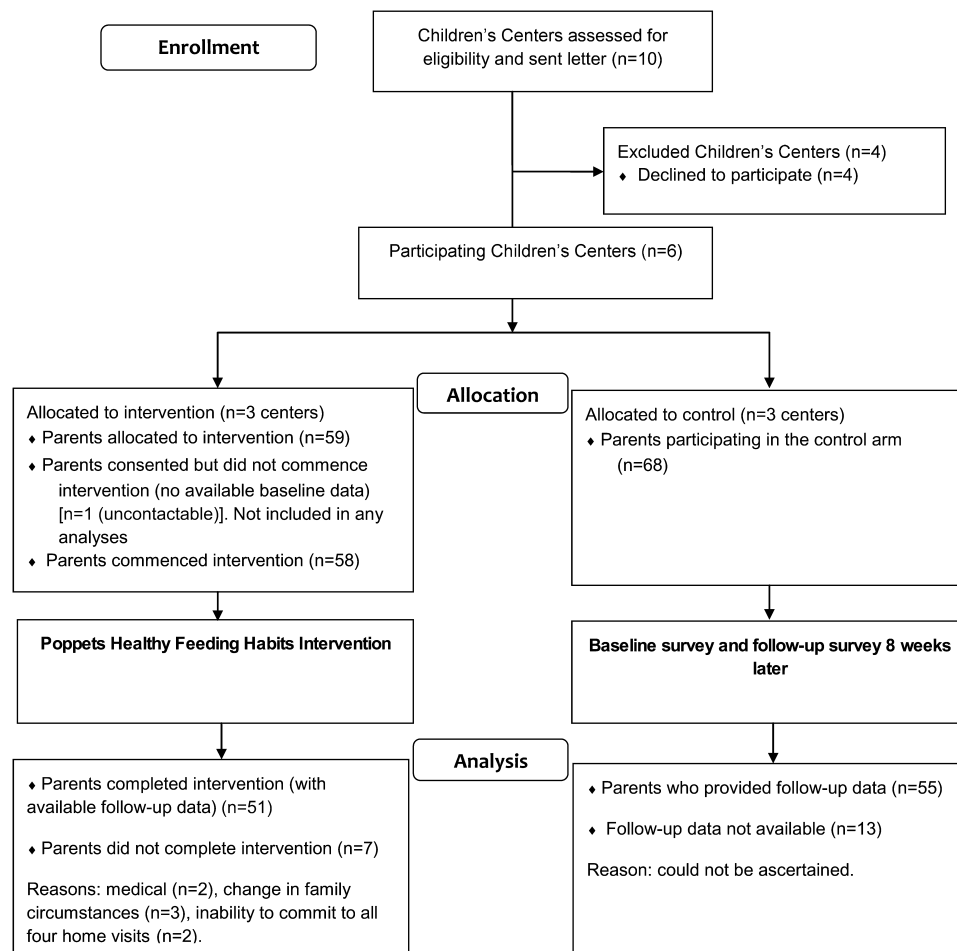 Enrollment
Children's Centers assessed for
eligibility and sent letter (n=10)
Excluded Children's Centers (n=4)
♦ Declined to participate (n=4)
Participating Children's Centers (n=6)
Allocation
Allocated to intervention (n=3 centers)
♦ Parents allocated to intervention (n=59)
♦ Parents consented but did not commence
intervention (no available baseline data)
[n=1 (uncontactable)]. Not included in any
analyses
♦ Parents commenced intervention (n=58)
Allocated to control (n=3 centers)
♦ Parents participating in the control arm
(n=68)
Poppets Healthy Feeding Habits Intervention
Baseline survey and follow-up survey 8 weeks
later
Analysis
♦ Parents completed intervention (with
available follow-up data) (n=51)
♦ Parents did not complete intervention (n=7)
Reasons: medical (n=2), change in family
circumstances (n=3), inability to commit to all
four home visits (n=2).
♦ Parents who provided follow-up data (n=55)
♦ Follow-up data not available (n=13)
Reason: could not be ascertained.